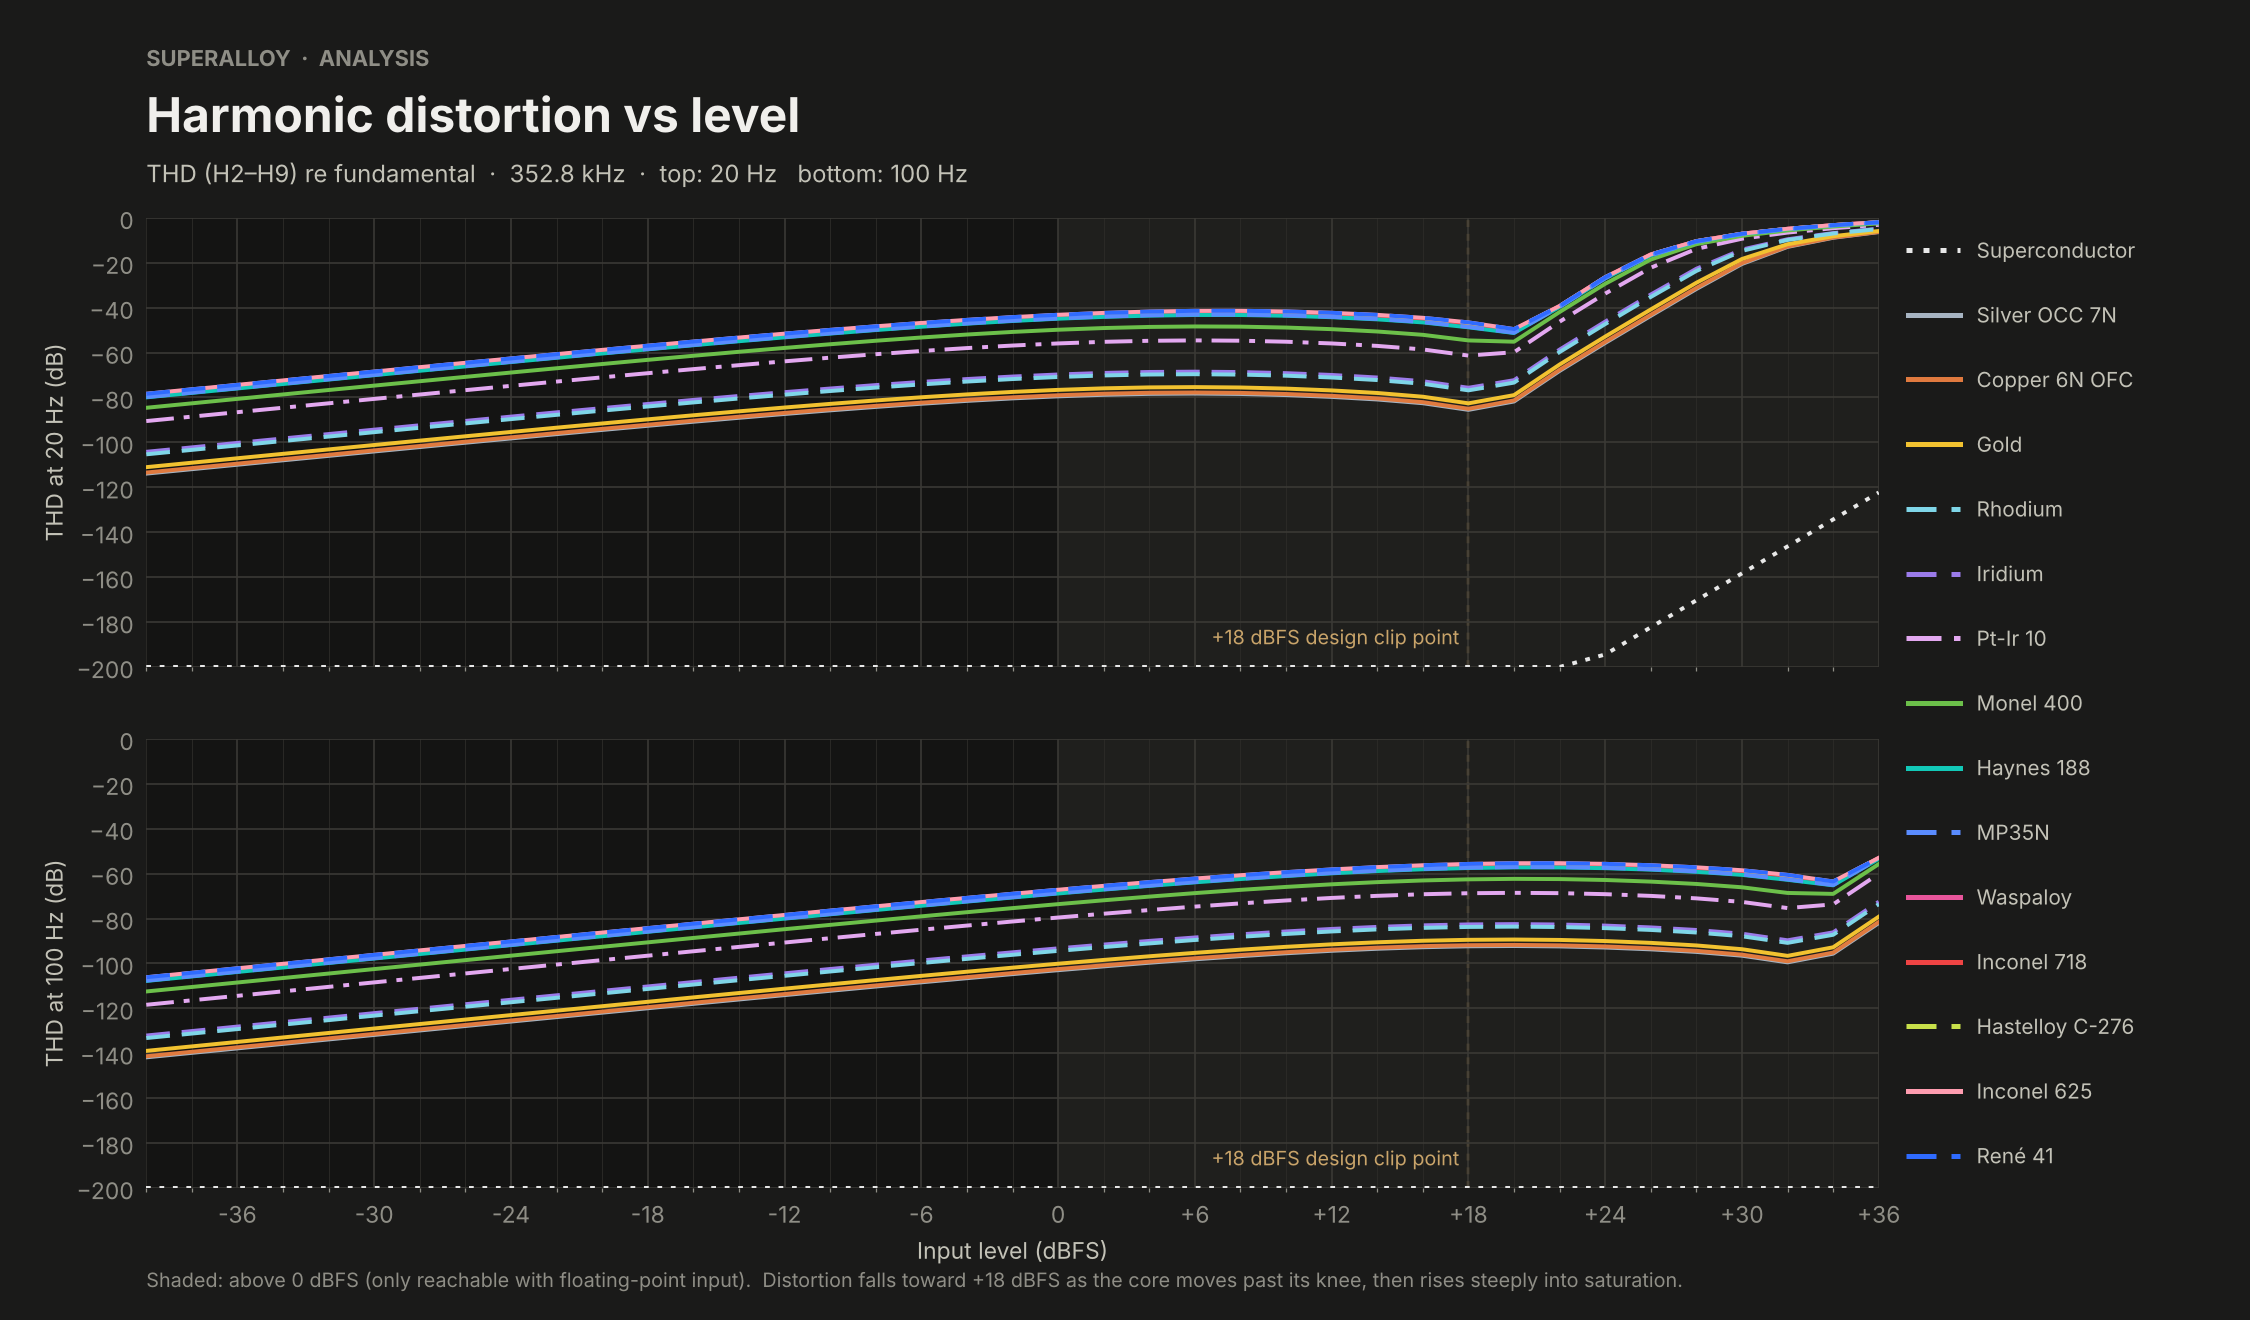 SUPERALLOY · ANALYSIS
Harmonic distortion vs level
THD (H2–H9) re fundamental · 352.8 kHz · top: 20 Hz bottom: 100 Hz
THD at 20 Hz (dB)
0
−20
−40
−60
−80
−100
−120
−140
−160
−180
−200
+18 dBFS design clip point
Superconductor
Silver OCC 7N
Copper 6N OFC
Gold
Rhodium
Iridium
Pt-Ir 10
Monel 400
Haynes 188
MP35N
Waspaloy
Inconel 718
Hastelloy C-276
Inconel 625
René 41
THD at 100 Hz (dB)
0
−20
−40
−60
−80
−100
−120
−140
−160
−180
−200
+18 dBFS design clip point
-36 -30 -24 -18 -12 -6 0 +6 +12 +18 +24 +30 +36
Input level (dBFS)
Shaded: above 0 dBFS (only reachable with floating-point input). Distortion falls toward +18 dBFS as the core moves past its knee, then rises steeply into saturation.